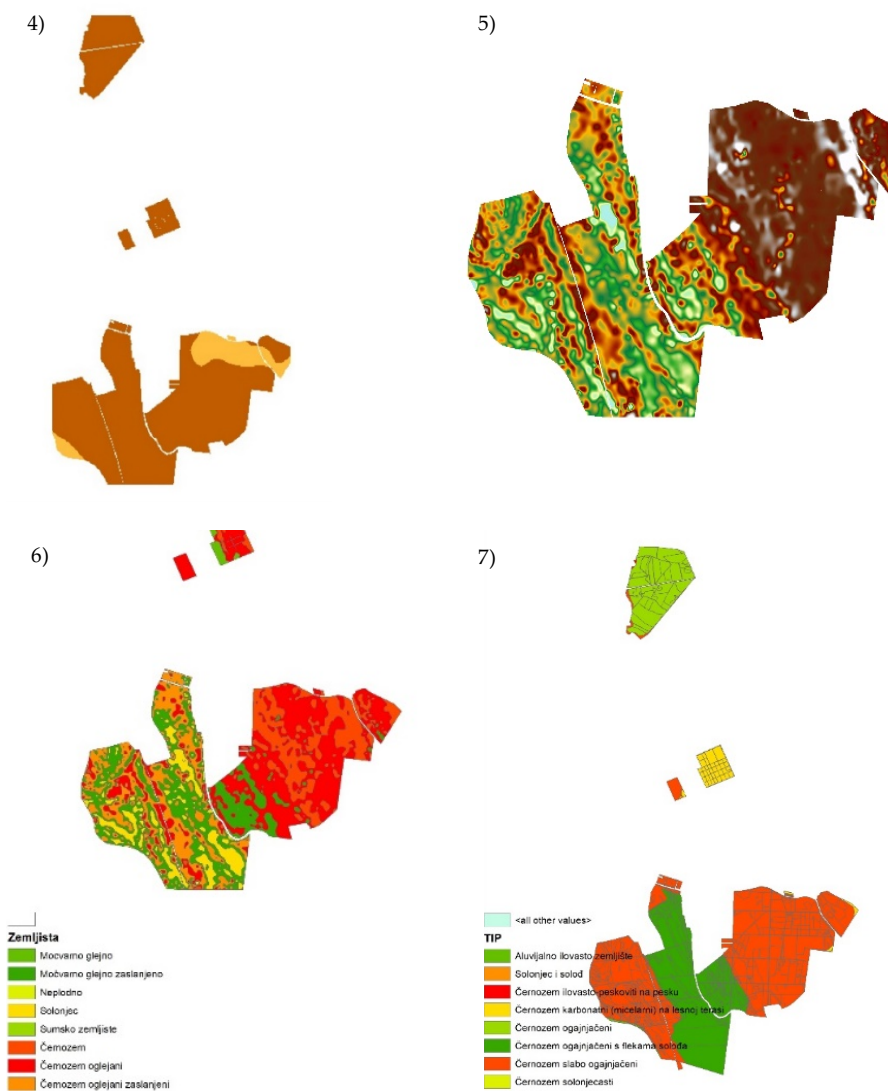 4)
5)
6)
7)
Zemljista
Mocvarno glejno
Močvarno glejno zaslanjeno
Neplodno
Solonjec
Sumsko zemljiste
Černozem
Černozem oglejani
Černozem oglejani zaslanjeni
<all other values>
TIP
Aluvijalno ilovasto zemljište
Solonjec i solođ
Černozem ilovasto-peskoviti na pesku
Černozem karbonatni (micelarni) na lesnoj terasi
Černozem ogajnjačeni
Černozem ogajnjačeni s flekama solođa
Černozem slabo ogajnjačeni
Černozem solonjecasti